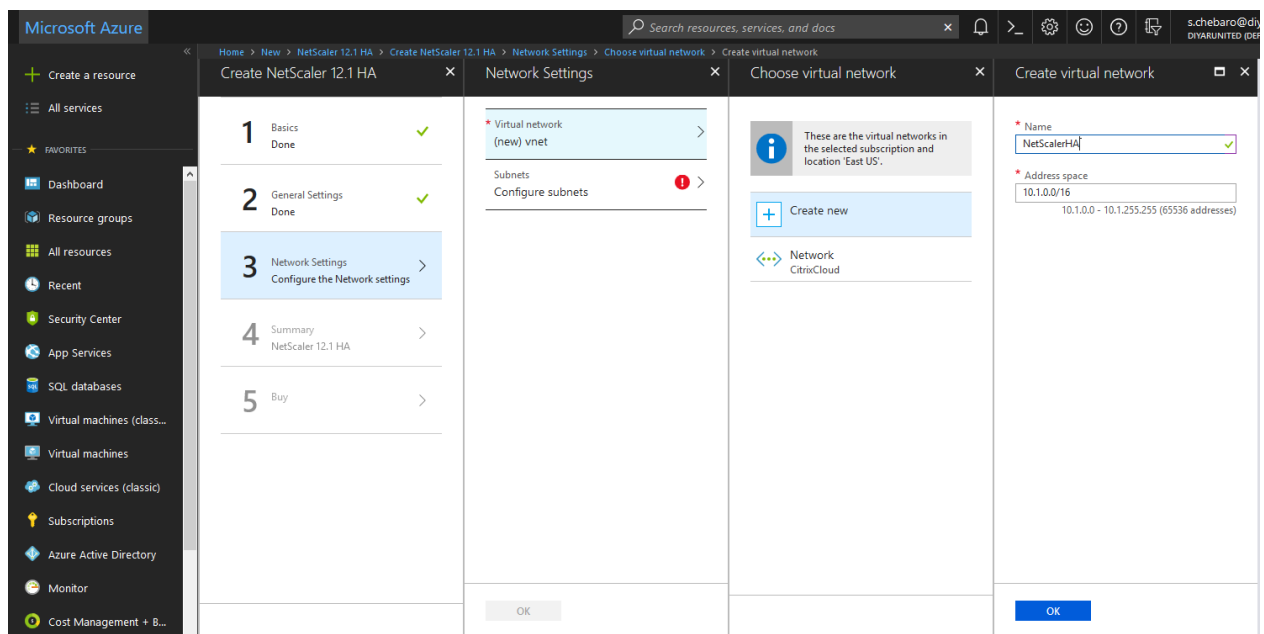 Microsoft Azure
Search resources, services, and docs
s.chebaro@diy
DIYARUNITED (DEF
Home > New > NetScaler 12.1 HA > Create NetScaler 12.1 HA > Network Settings > Choose virtual network > Create virtual network
Create a resource
All services
FAVORITES
Dashboard
Resource groups
All resources
Recent
Security Center
App Services
SQL databases
Virtual machines (class...
Virtual machines
Cloud services (classic)
Subscriptions
Azure Active Directory
Monitor
Cost Management + B...
Create NetScaler 12.1 HA
1
Basics
Done
2
General Settings
Done
3
Network Settings
Configure the Network settings
4
Summary
NetScaler 12.1 HA
5
Buy
Network Settings
* Virtual network
(new) vnet
Subnets
Configure subnets
OK
Choose virtual network
These are the virtual networks in
the selected subscription and
location 'East US'.
Create new
Network
CitrixCloud
Create virtual network
* Name
NetScalerHA
* Address space
10.1.0.0/16
10.1.0.0 - 10.1.255.255 (65536 addresses)
OK